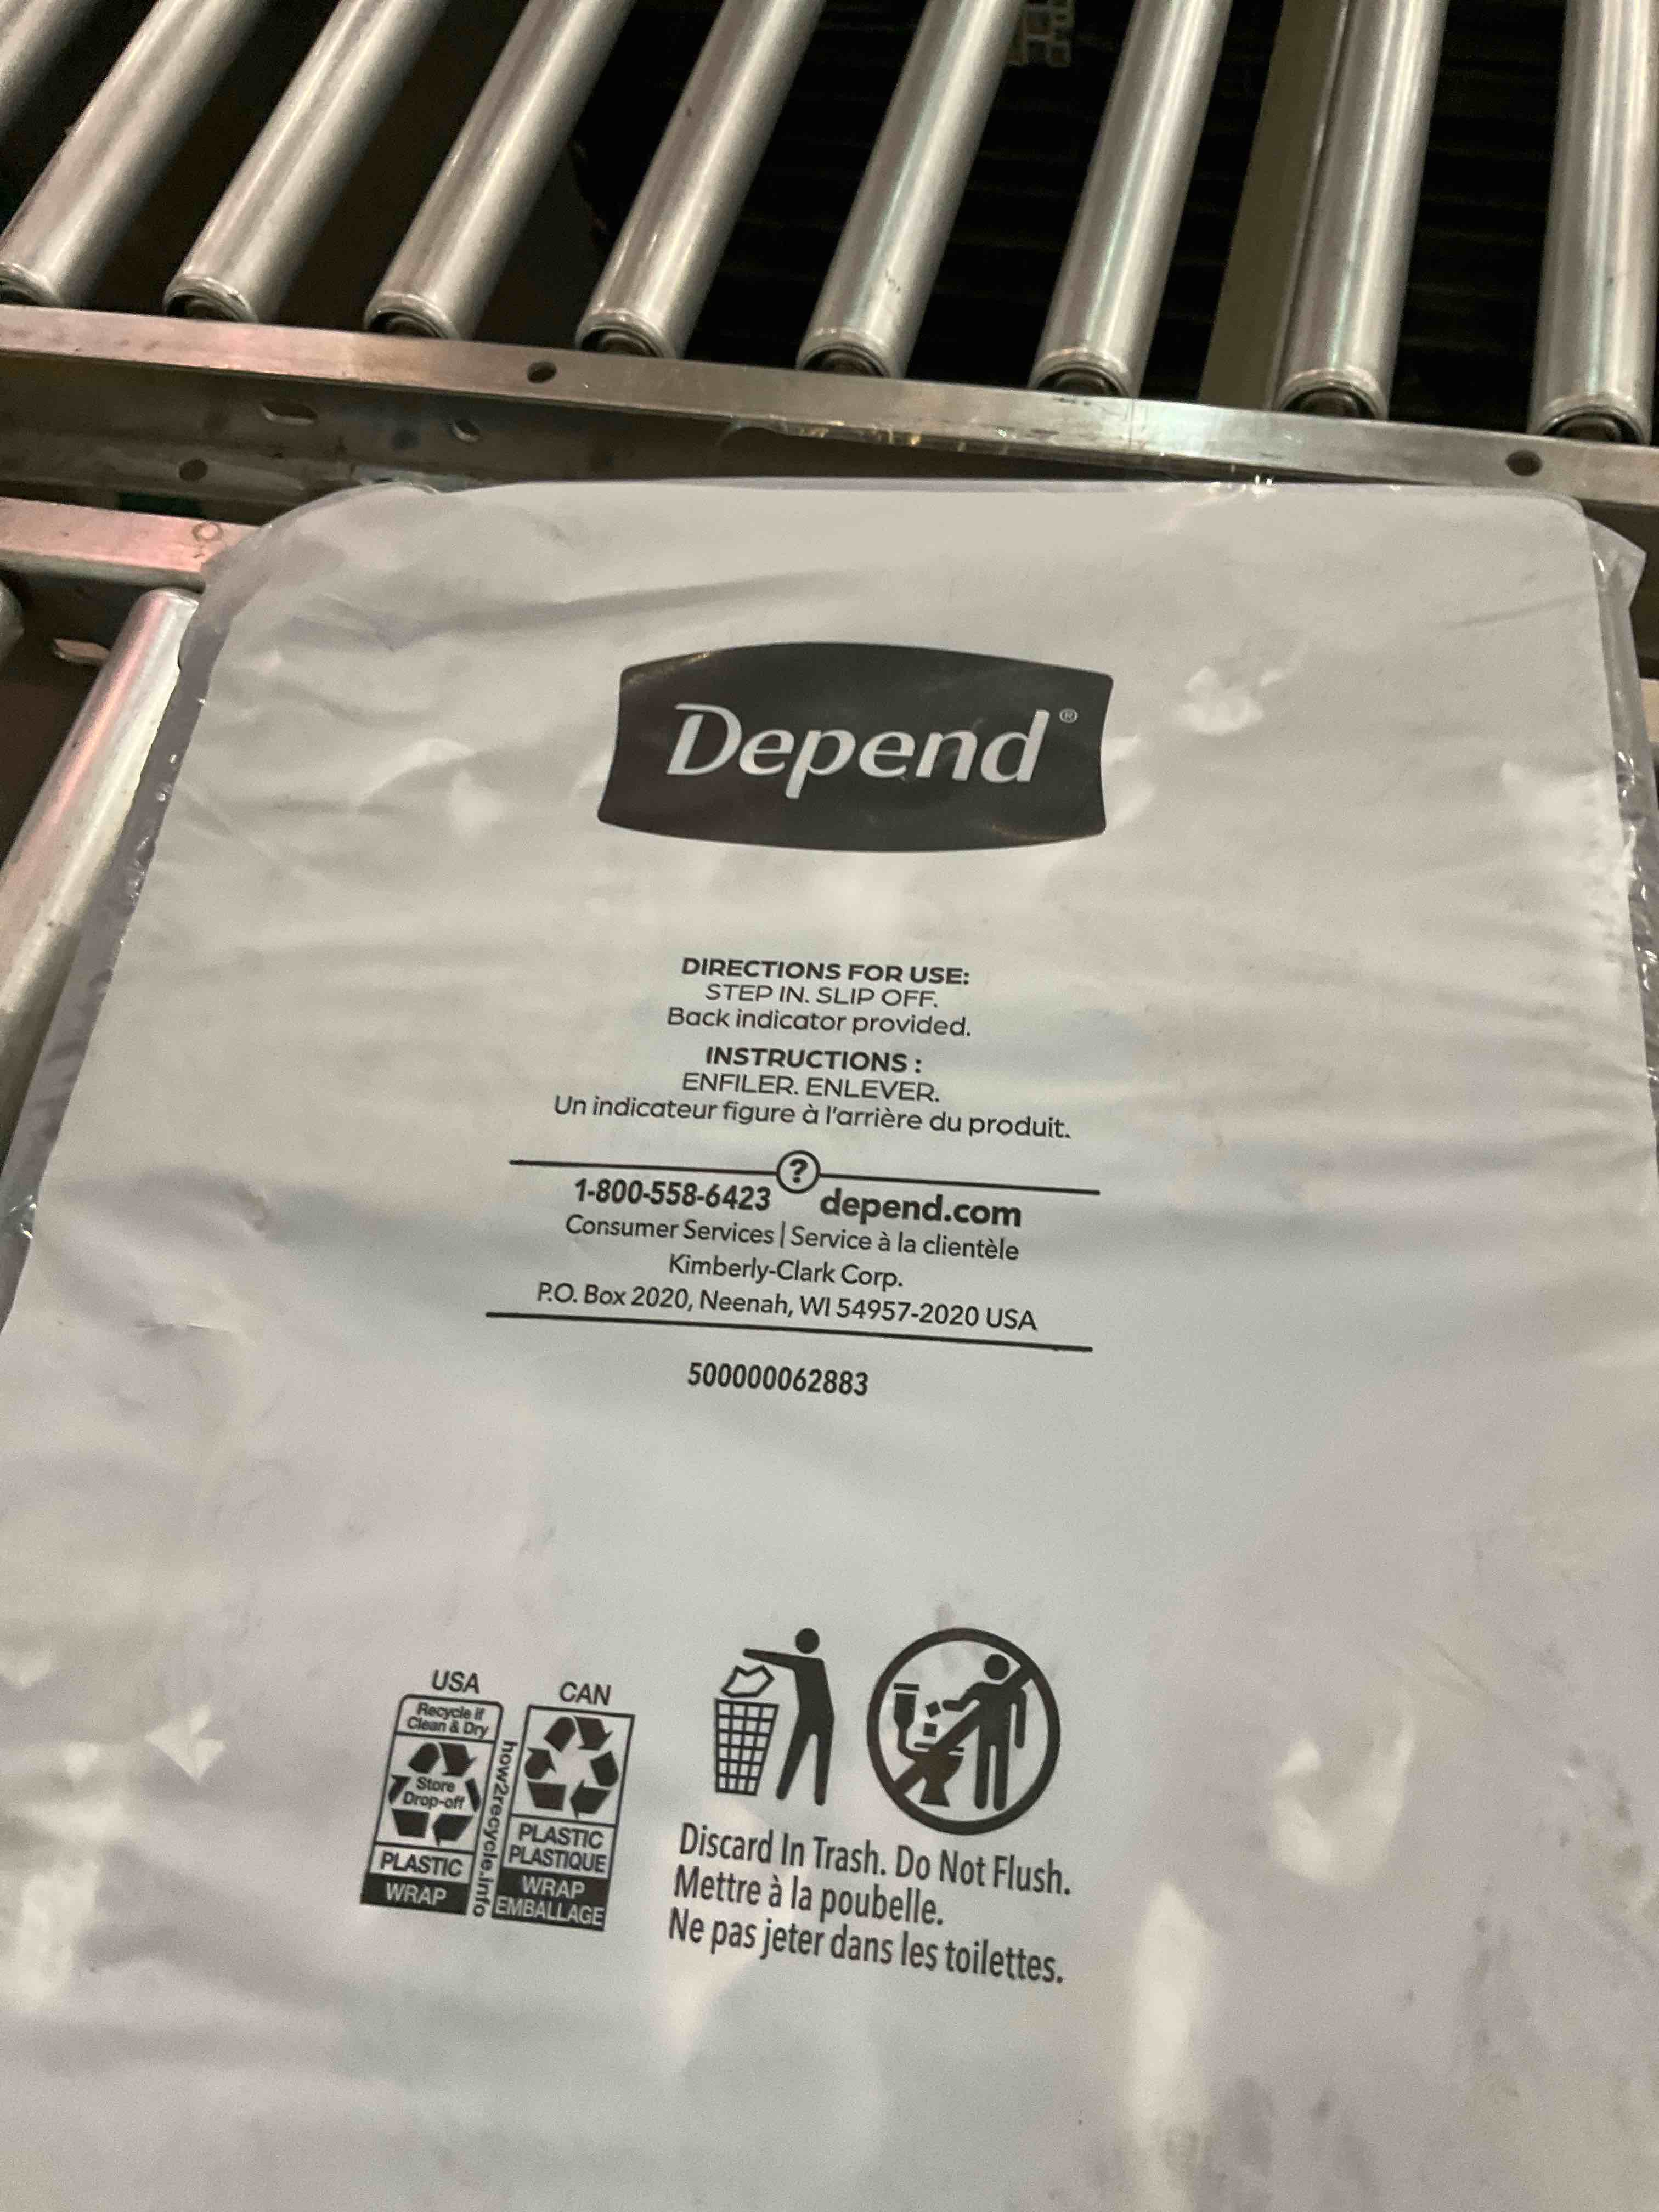 Depend®
DIRECTIONS FOR USE:
STEP IN. SLIP OFF.
Back indicator provided.
INSTRUCTIONS :
ENFILER. ENLEVER.
Un indicateur figure à l'arrière du produit.
?
1-800-558-6423 depend.com
Consumer Services | Service à la clientèle
Kimberly-Clark Corp.
P.O. Box 2020, Neenah, WI 54957-2020 USA
500000062883
USA
Recycle if
Clean & Dry
Store
Drop-off
PLASTIC
WRAP
how2recycle.info
CAN
PLASTIC
PLASTIQUE
WRAP
EMBALLAGE
Discard In Trash. Do Not Flush.
Mettre à la poubelle.
Ne pas jeter dans les toilettes.